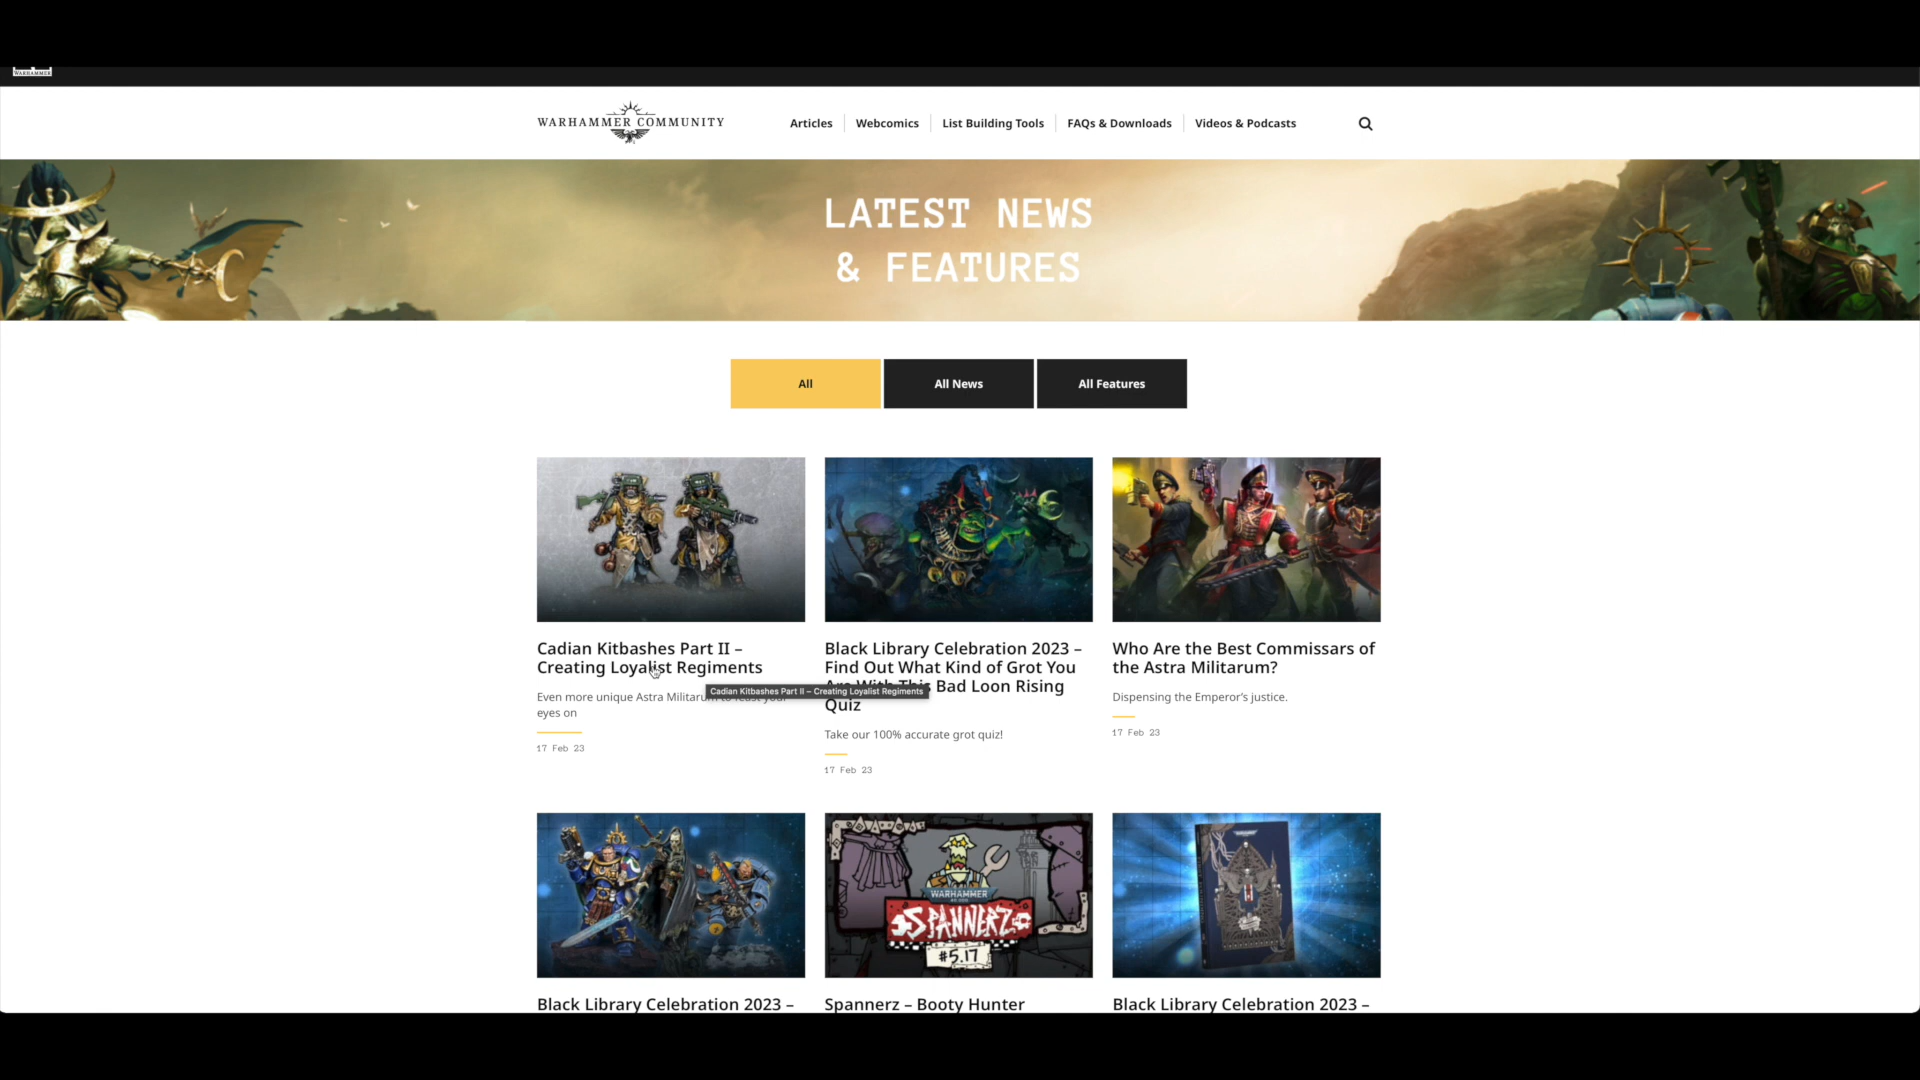 WARHAMMER
WARHAMMER COMMUNITY
Articles
Webcomics
List Building Tools
FAQs & Downloads
Videos & Podcasts
LATEST NEWS
& FEATURES
All
All News
All Features
Cadian Kitbashes Part II –
Creating Loyalist Regiments
Even more unique Astra Militarum to feast your
eyes on
17 Feb 23
Cadian Kitbashes Part II – Creating Loyalist Regiments
Black Library Celebration 2023 –
Find Out What Kind of Grot You
Are With This Bad Loon Rising
Quiz
Take our 100% accurate grot quiz!
17 Feb 23
Who Are the Best Commissars of
the Astra Militarum?
Dispensing the Emperor’s justice.
17 Feb 23
WARHAMMER
SPANNERZ
#5.17
Black Library Celebration 2023 –
Spannerz – Booty Hunter
Black Library Celebration 2023 –